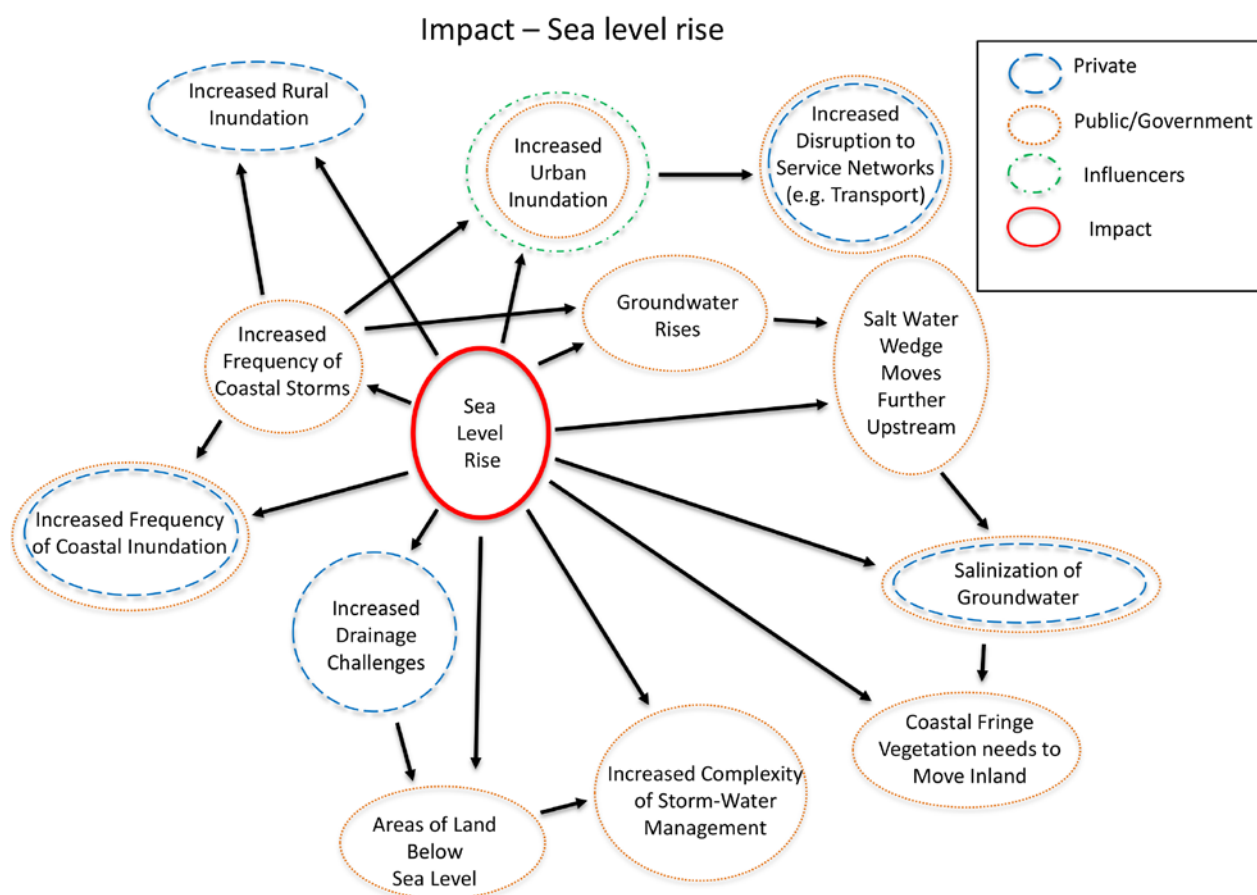 Impact – Sea level rise
Private
Public/Government
Influencers
Impact
Increased Rural
Inundation
Increased
Urban
Inundation
Increased
Disruption to
Service Networks
(e.g. Transport)
Groundwater
Rises
Salt Water
Wedge
Moves
Further
Upstream
Increased
Frequency of
Coastal Storms
Sea
Level
Rise
Increased Frequency
of Coastal Inundation
Increased
Drainage
Challenges
Salinization of
Groundwater
Coastal Fringe
Vegetation needs to
Move Inland
Increased Complexity
of Storm-Water
Management
Areas of Land
Below
Sea Level